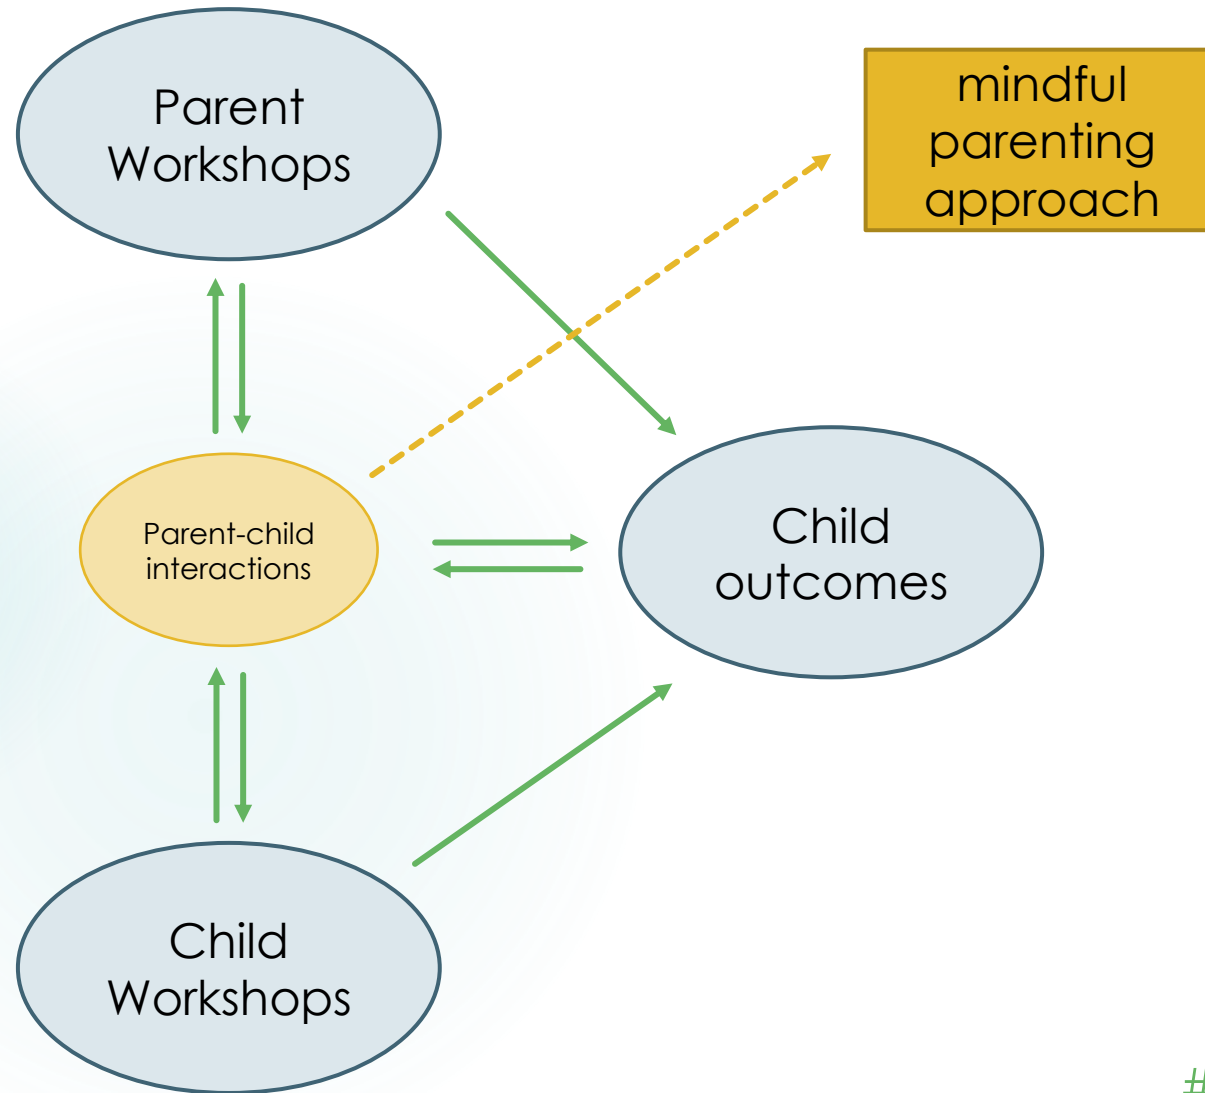 Parent
Workshops
mindful
parenting
approach
Parent-child
interactions
Child
outcomes
Child
Workshops
#